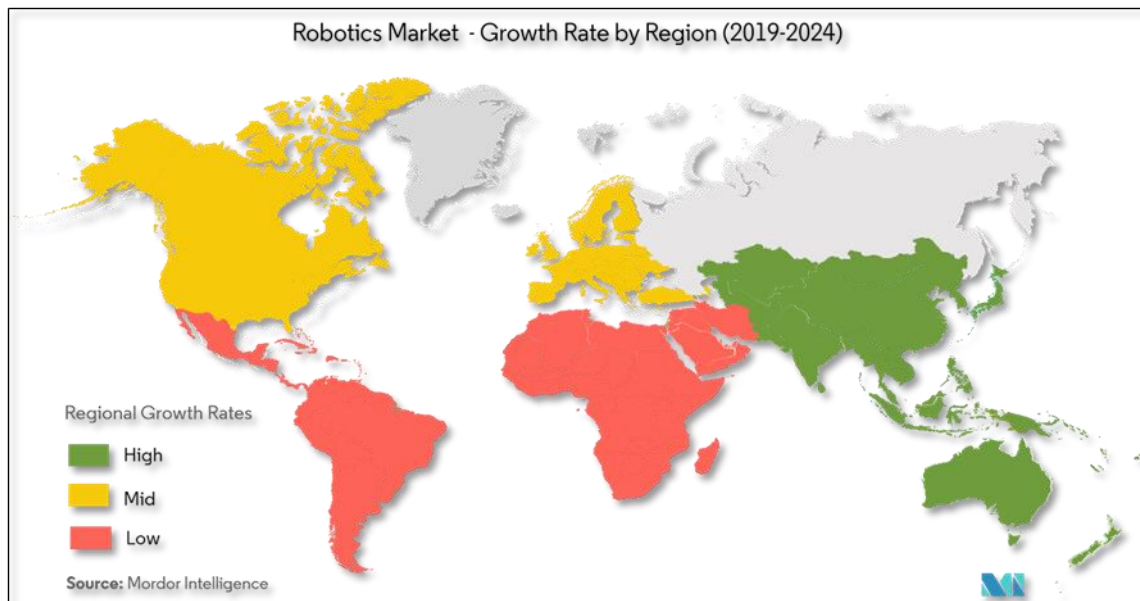 Robotics Market - Growth Rate by Region (2019-2024)
Regional Growth Rates
High
Mid
Low
Source: Mordor Intelligence